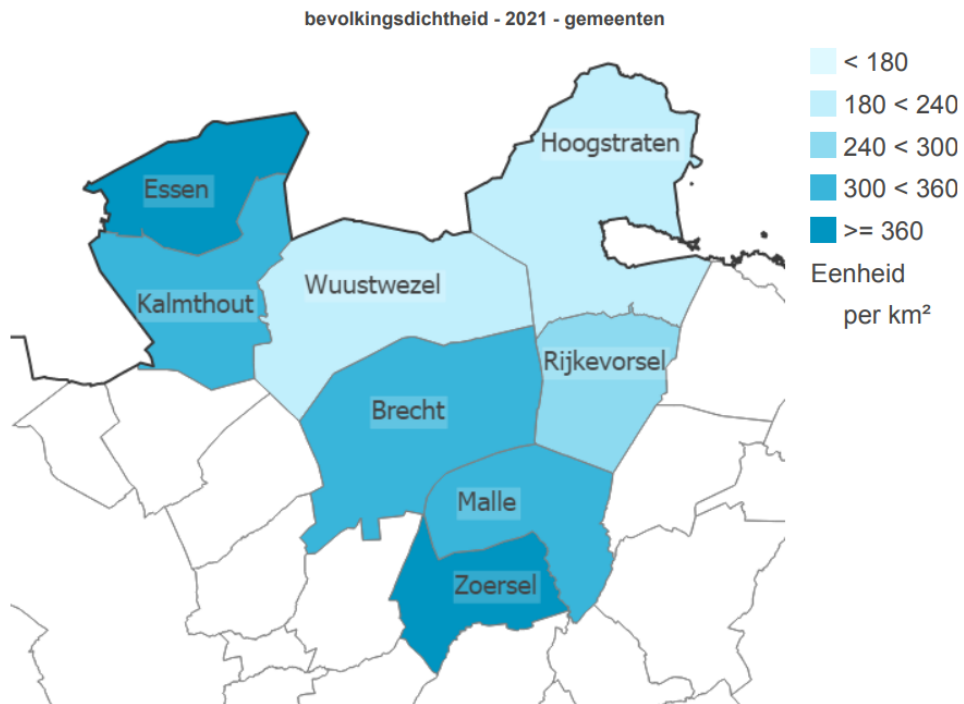 bevolkingsdichtheid - 2021 - gemeenten
< 180
180 < 240
240 < 300
300 < 360
>= 360
Eenheid
per km²
Hoogstraten
Essen
Wuustwezel
Kalmthout
Rijkevorsel
Brecht
Malle
Zoersel